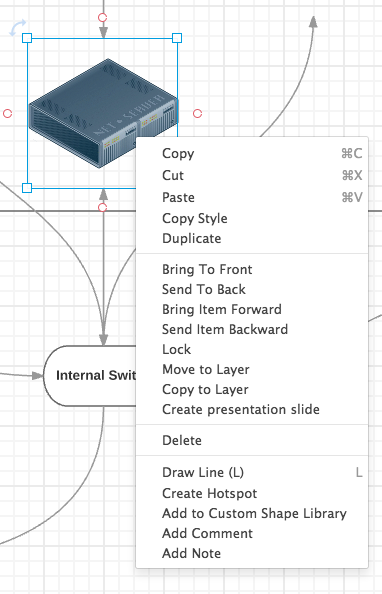 NET SERVER
Copy ⌘C
Cut ⌘X
Paste ⌘V
Copy Style
Duplicate
Bring To Front
Send To Back
Bring Item Forward
Send Item Backward
Lock
Move to Layer
Internal Swit
Copy to Layer
Create presentation slide
Delete
Draw Line (L) L
Create Hotspot
Add to Custom Shape Library
Add Comment
Add Note